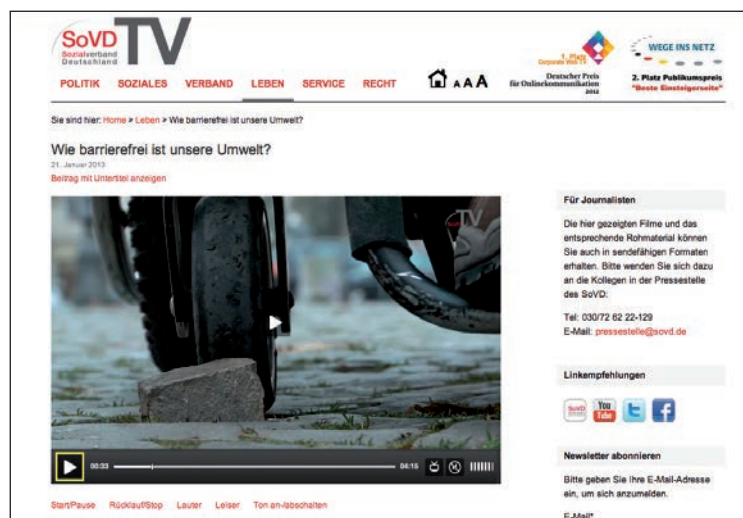 SoVD TV
Sozialverband
Deutschland
1. Platz
Corporate Web TV
Deutscher Preis
für Onlinekommunikation
2012
WEGE INS NETZ
2. Platz Publikumspreis
"Beste Einsteigerseite"
POLITIK SOZIALES VERBAND LEBEN SERVICE RECHT A A A
Sie sind hier: Home » Leben » Wie barrierefrei ist unsere Umwelt?
Wie barrierefrei ist unsere Umwelt?
21. Januar 2013
Beitrag mit Untertitel anzeigen
SoVD TV
00:33 04:15
Start/Pause Rücklauf/Stop Lauter Leiser Ton an-/abschalten
Für Journalisten
Die hier gezeigten Filme und das
entsprechende Rohmaterial können
Sie auch in sendefähigen Formaten
erhalten. Bitte wenden Sie sich dazu
an die Kollegen in der Pressestelle
des SoVD:
Tel: 030/72 62 22-129
E-Mail: pressestelle@sovd.de
Linkempfehlungen
SoVD You Tube t f
Newsletter abonnieren
Bitte geben Sie Ihre E-Mail-Adresse
ein, um sich anzumelden.
E-Mail*